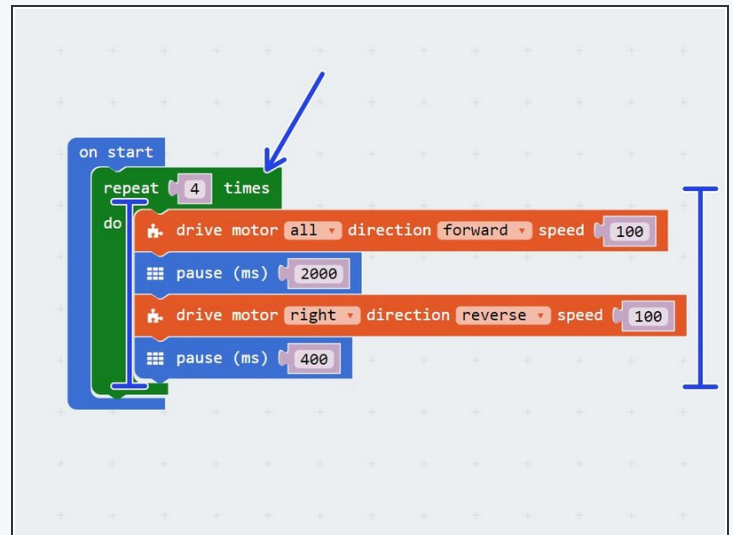 on start
repeat 4 times
do
drive motor all direction forward speed 100
pause (ms) 2000
drive motor right direction reverse speed 100
pause (ms) 400